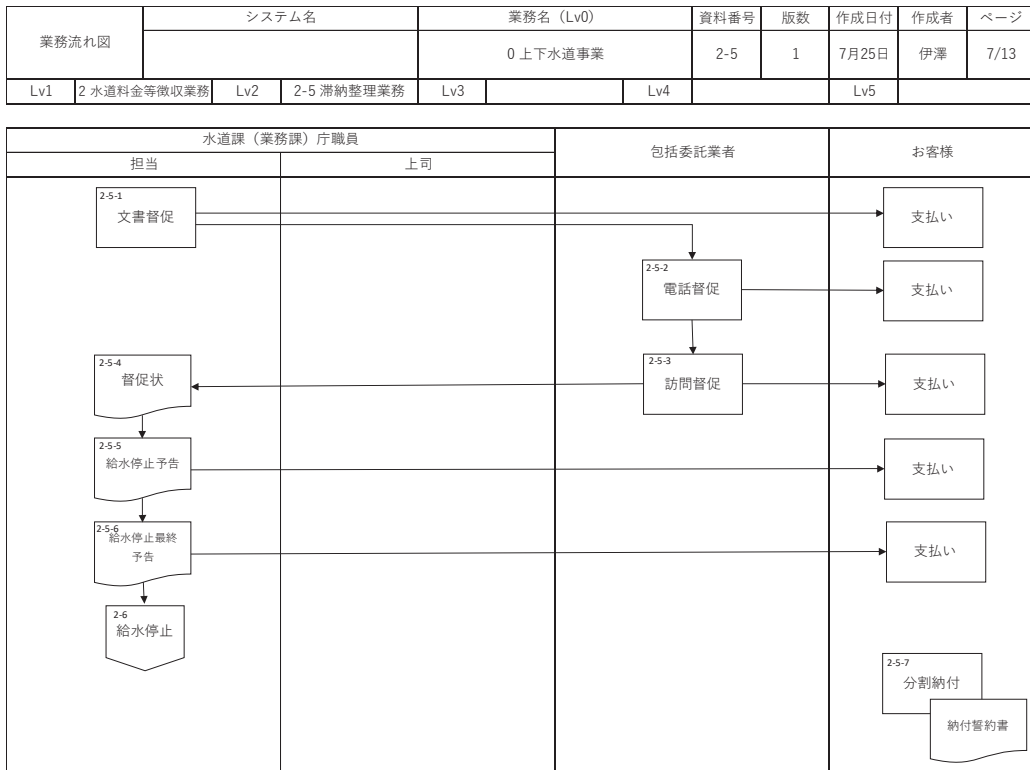 業務流れ図
システム名
業務名（Lv0）
資料番号
版数
作成日付
作成者
ページ
0 上下水道事業
2-5
1
7月25日
伊澤
7/13
Lv1
2 水道料金等徴収業務
Lv2
2-5 滞納整理業務
Lv3
Lv4
Lv5
水道課（業務課）庁職員
包括委託業者
お客様
担当
上司
2-5-1
文書督促
支払い
2-5-2
電話督促
支払い
2-5-4
督促状
2-5-3
訪問督促
支払い
2-5-5
給水停止予告
支払い
2-5-6
給水停止最終
予告
支払い
2-6
給水停止
2-5-7
分割納付
納付誓約書